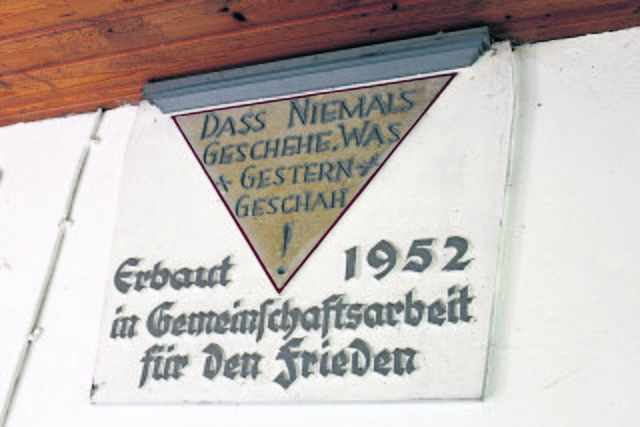 DASS NIEMALS
GESCHEHE, WAS
+ GESTERN +
GESCHAH
!
Erbaut 1952
in Gemeinschaftsarbeit
für den Frieden